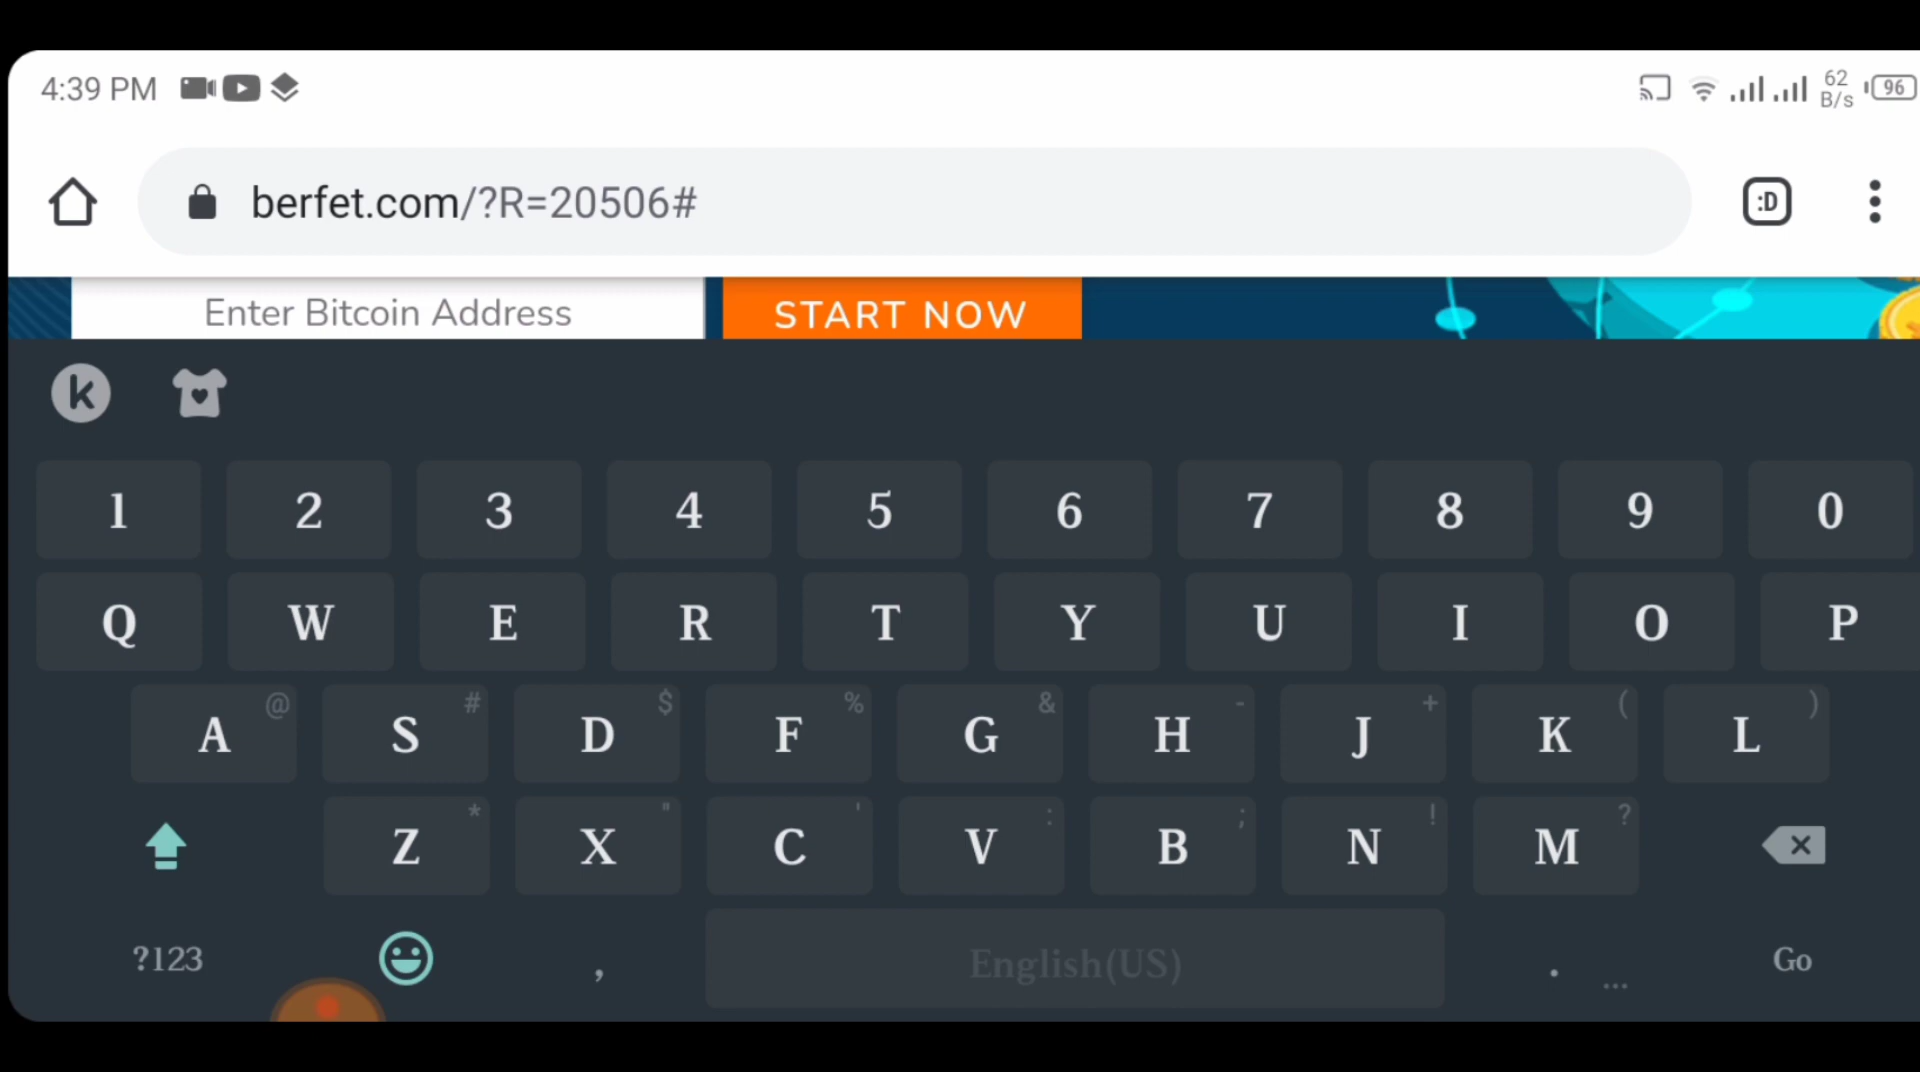 4:39 PM 62 B/s 96
berfet.com/?R=20506# :D
Enter Bitcoin Address START NOW
k
1 2 3 4 5 6 7 8 9 0
Q W E R T Y U I O P
@ # $ % & - + ( )
A S D F G H J K L
* " ' : ; ! ?
Z X C V B N M
?123 , English(US) . ... Go